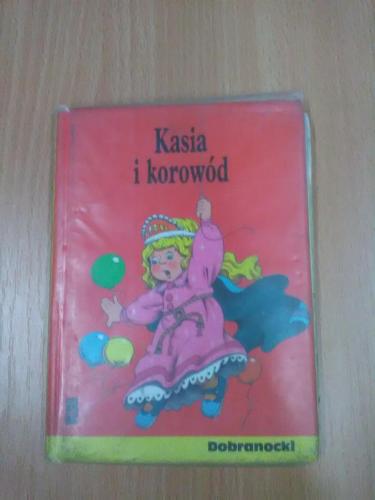 Kasia
i korowód
Dobranocki